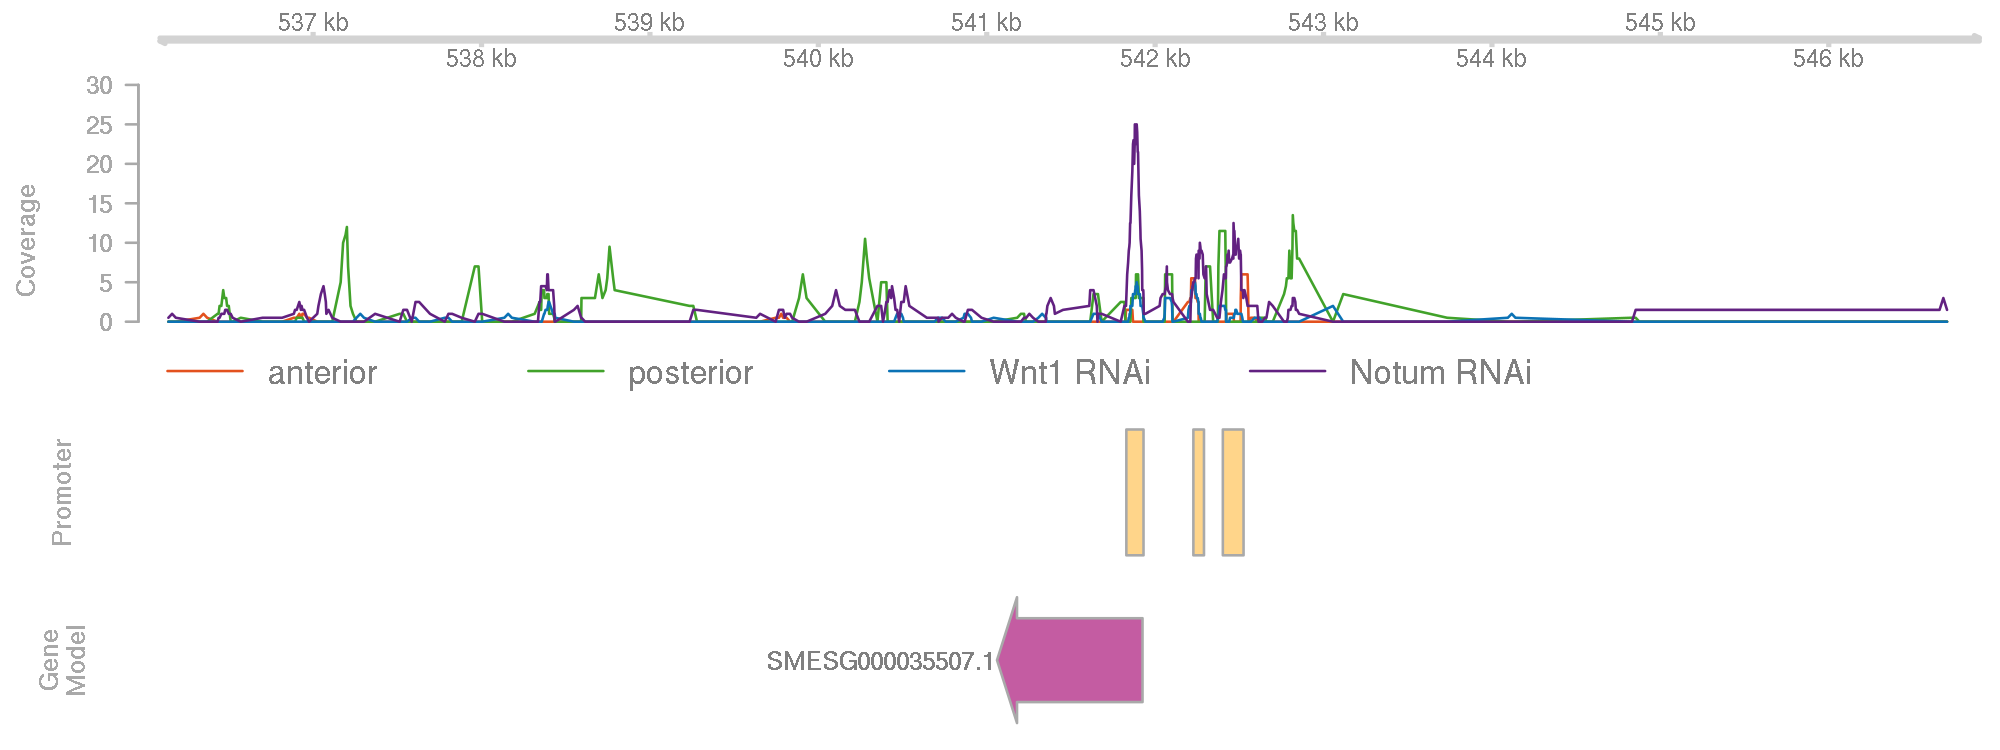 537 kb 539 kb 541 kb 543 kb 545 kb
538 kb 540 kb 542 kb 544 kb 546 kb
30
25
20
15
10
5
0
Coverage
anterior posterior Wnt1 RNAi Notum RNAi
Promoter
Gene
Model
SMESG000035507.1